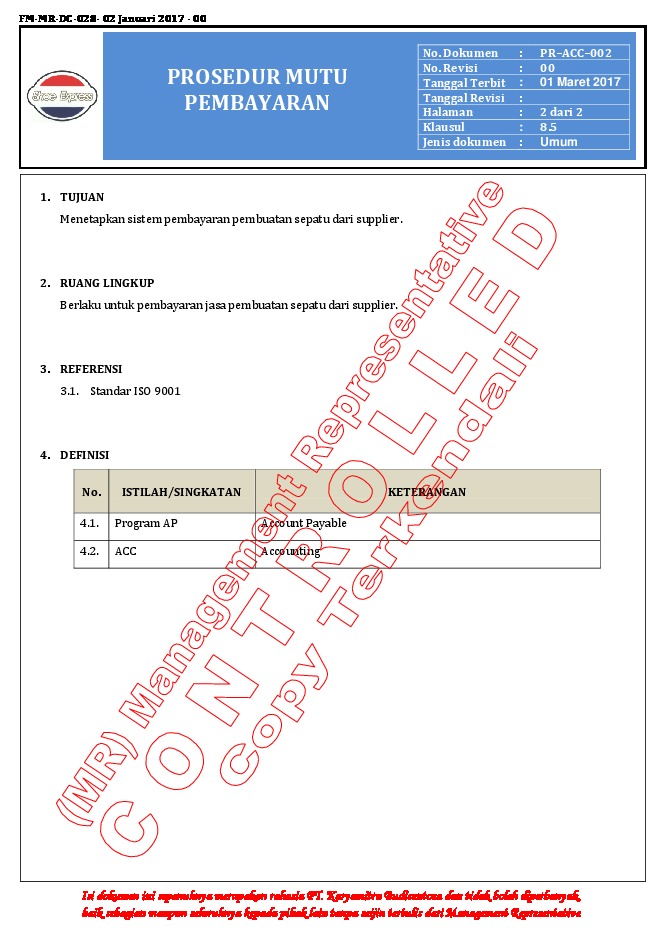 FM-MR-DC-028- 02 Januari 2017 - 00
Shoe Express
PROSEDUR MUTU
PEMBAYARAN
No.Dokumen : PR–ACC–002
No.Revisi : 00
Tanggal Terbit : 01 Maret 2017
Tanggal Revisi :
Halaman : 2 dari 2
Klausul : 8.5
Jenis dokumen : Umum
1. TUJUAN
Menetapkan sistem pembayaran pembuatan sepatu dari supplier.
2. RUANG LINGKUP
Berlaku untuk pembayaran jasa pembuatan sepatu dari supplier.
3. REFERENSI
3.1. Standar ISO 9001
4. DEFINISI
No. ISTILAH/SINGKATAN KETERANGAN
4.1. Program AP Account Payable
4.2. ACC Accounting
(MR) Management Representative
CONTROLLED
Copy Terkendali
Isi dokumen ini sepenuhnya merupakan rahasia PT. Karyamitra Budisentosa dan tidak boleh diperbanyak,
baik sebagian maupun seluruhnya kepada pihak lain tanpa seijin tertulis dari Management Representative